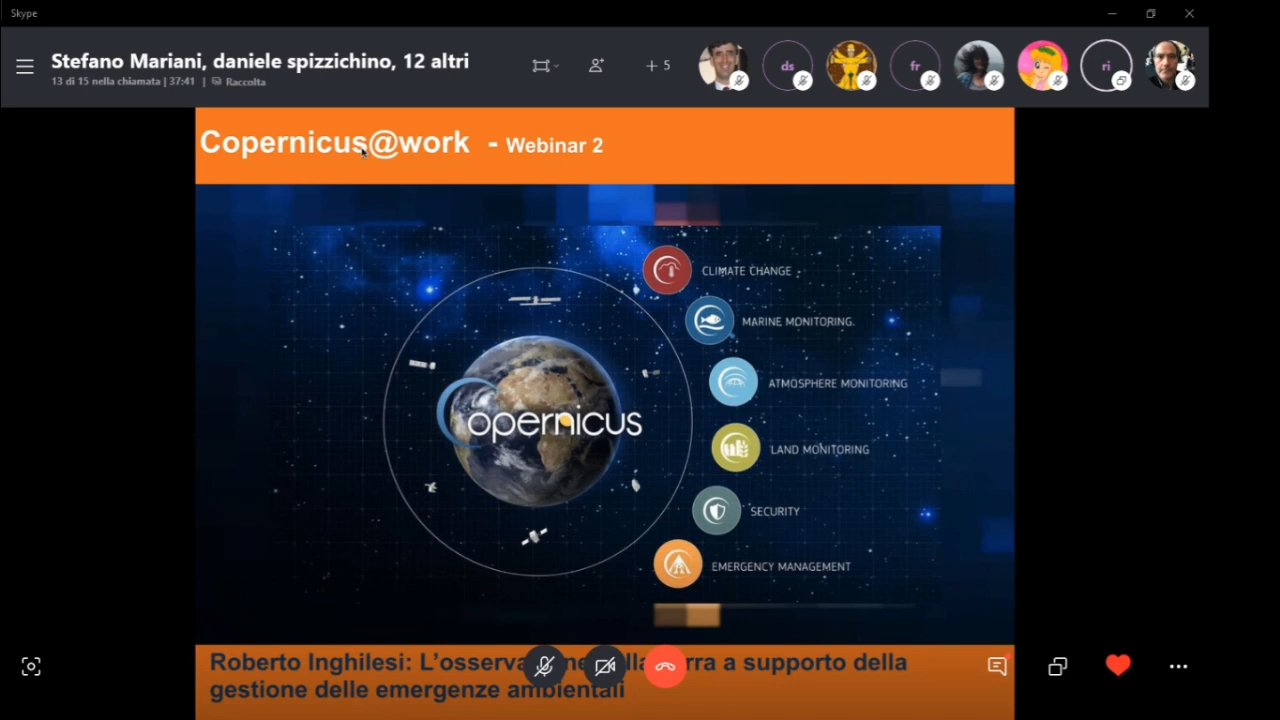 Skype
Stefano Mariani, daniele spizzichino, 12 altri
13 di 15 nella chiamata | 37:41 | Raccolta
+ 5
ds
fr
ri
Copernicus@work - Webinar 2
CLIMATE CHANGE
MARINE MONITORING
ATMOSPHERE MONITORING
opernicus
LAND MONITORING
SECURITY
EMERGENCY MANAGEMENT
Roberto Inghilesi: a supporto della
gestione delle emergenze ambientali